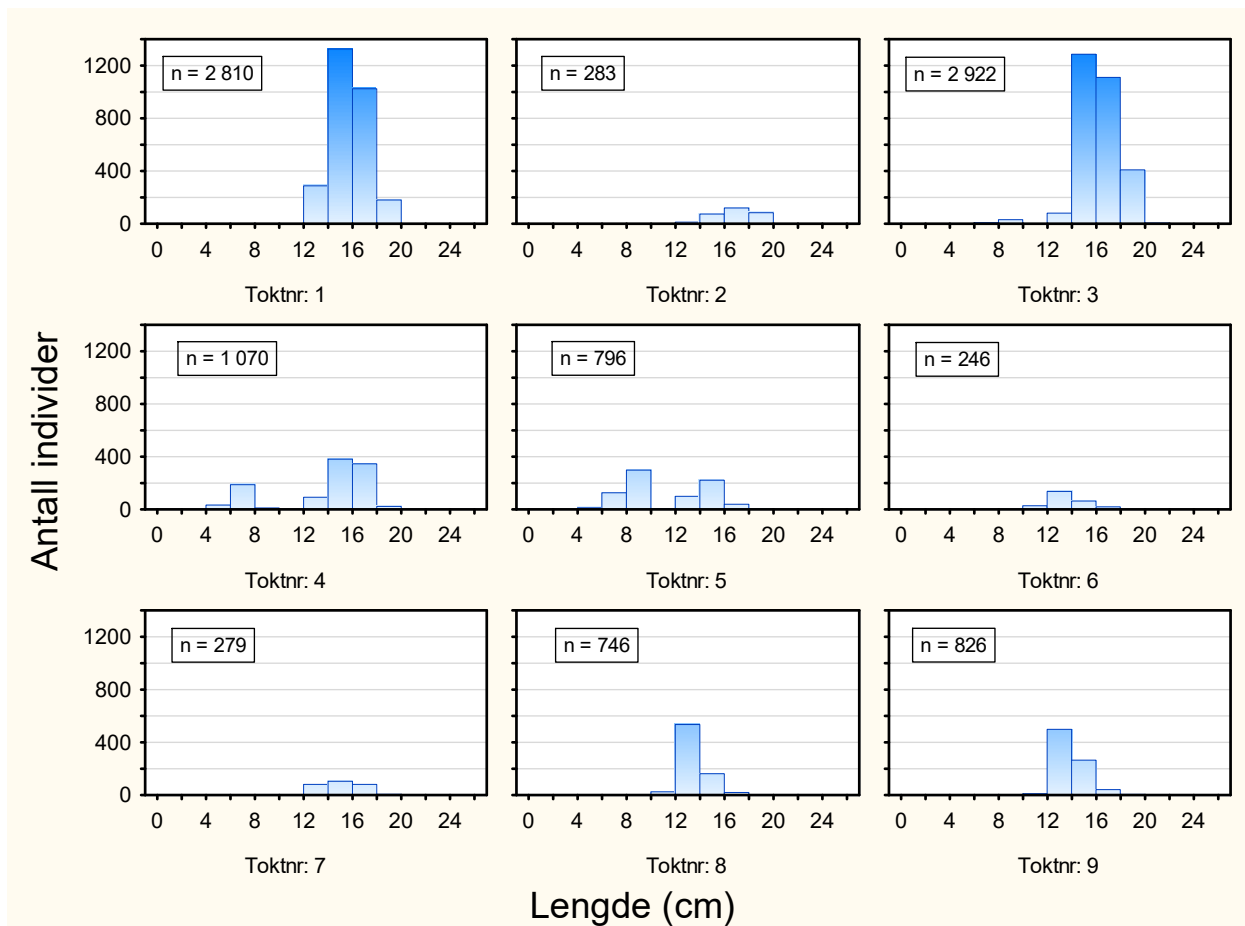 n = 2 810
n = 283
n = 2 922
1200
800
400
0
0 4 8 12 16 20 24
0 4 8 12 16 20 24
0 4 8 12 16 20 24
Toktnr: 1
Toktnr: 2
Toktnr: 3
Antall individer
n = 1 070
n = 796
n = 246
1200
800
400
0
0 4 8 12 16 20 24
0 4 8 12 16 20 24
0 4 8 12 16 20 24
Toktnr: 4
Toktnr: 5
Toktnr: 6
n = 279
n = 746
n = 826
1200
800
400
0
0 4 8 12 16 20 24
0 4 8 12 16 20 24
0 4 8 12 16 20 24
Toktnr: 7
Toktnr: 8
Toktnr: 9
Lengde (cm)